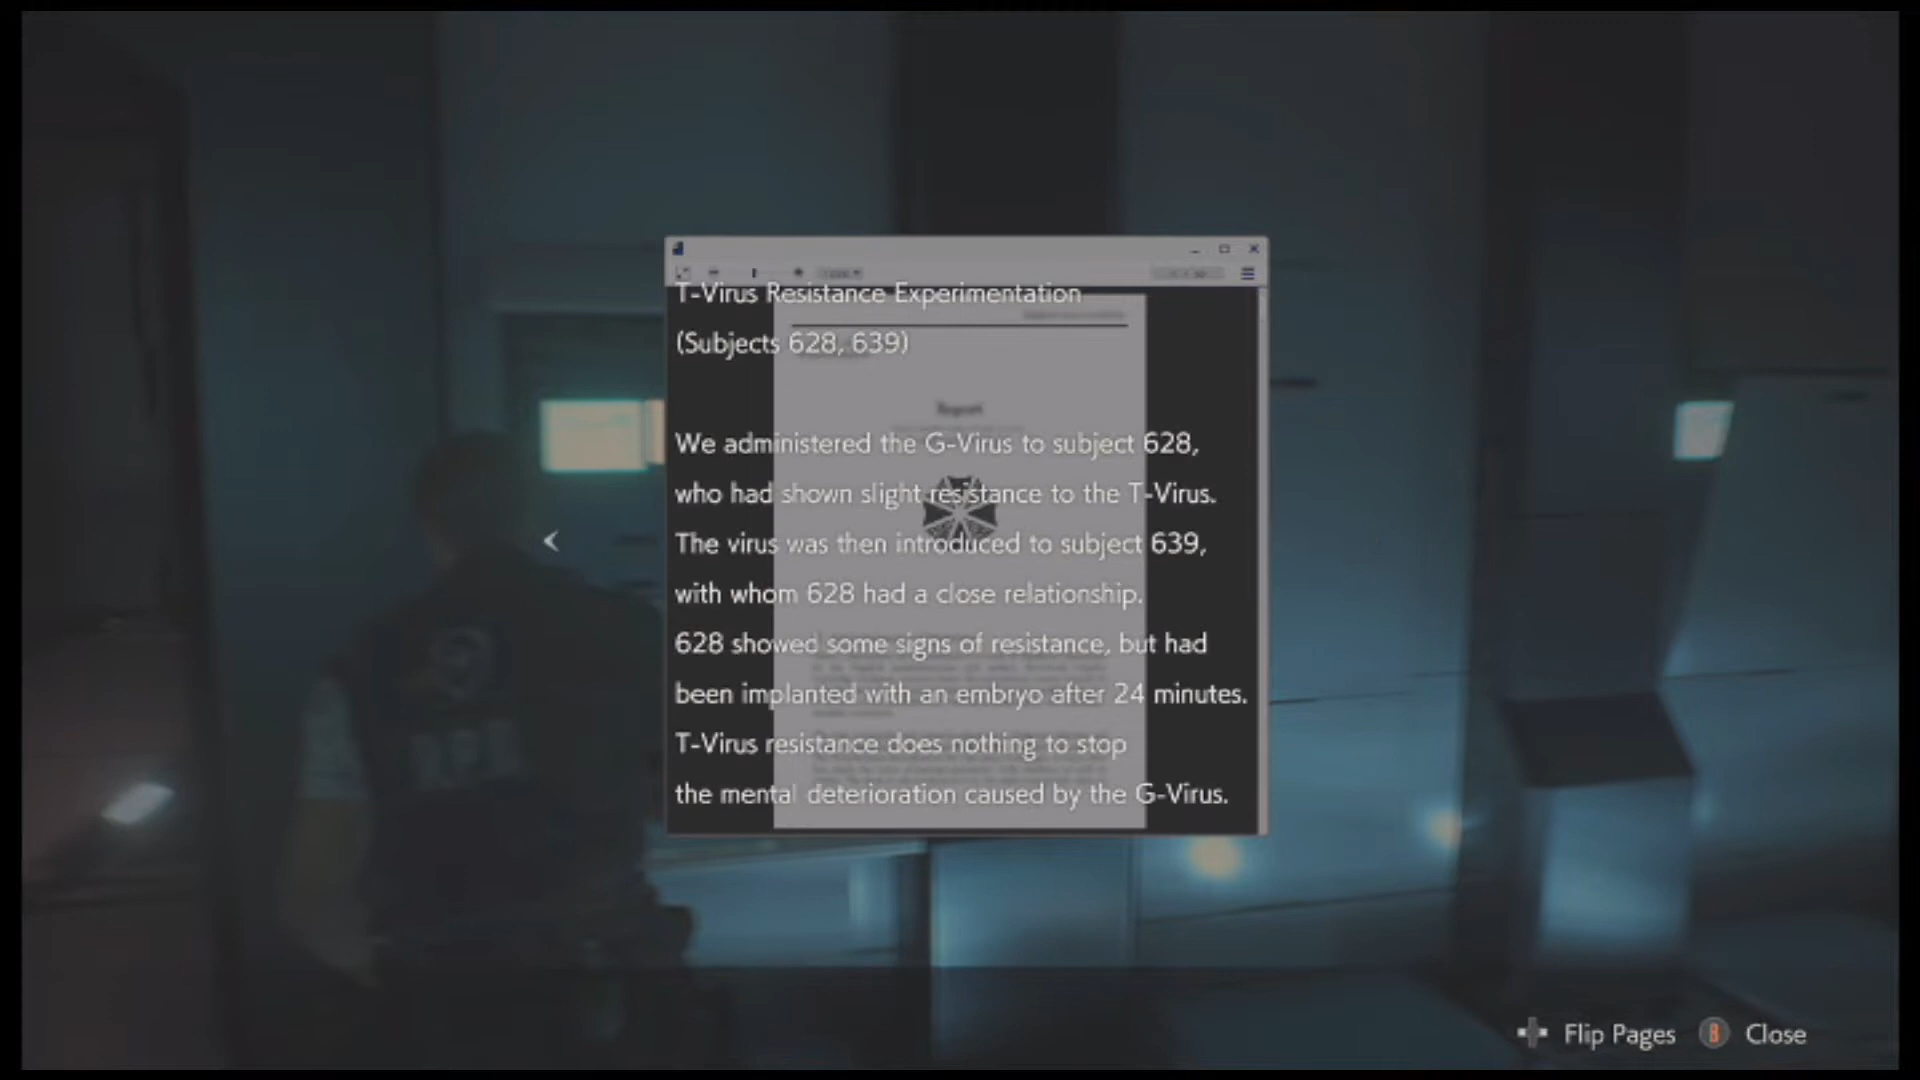 T-Virus Resistance Experimentation
(Subjects 628, 639)
Report
We administered the G-Virus to subject 628,
who had shown slight resistance to the T-Virus.
The virus was then introduced to subject 639,
with whom 628 had a close relationship.
628 showed some signs of resistance, but had
been implanted with an embryo after 24 minutes.
T-Virus resistance does nothing to stop
the mental deterioration caused by the G-Virus.
RPD
Flip Pages B Close